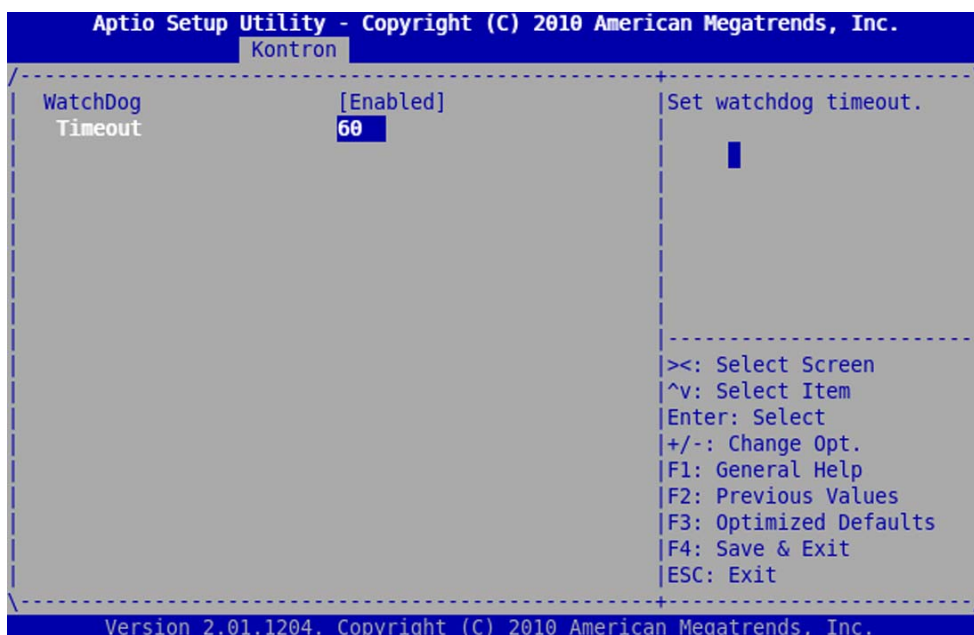 Aptio Setup Utility - Copyright (C) 2010 American Megatrends, Inc.
Kontron
WatchDog [Enabled]
Timeout 60
Set watchdog timeout.
><: Select Screen
^v: Select Item
Enter: Select
+/-: Change Opt.
F1: General Help
F2: Previous Values
F3: Optimized Defaults
F4: Save & Exit
ESC: Exit
Version 2.01.1204. Copyright (C) 2010 American Megatrends, Inc.